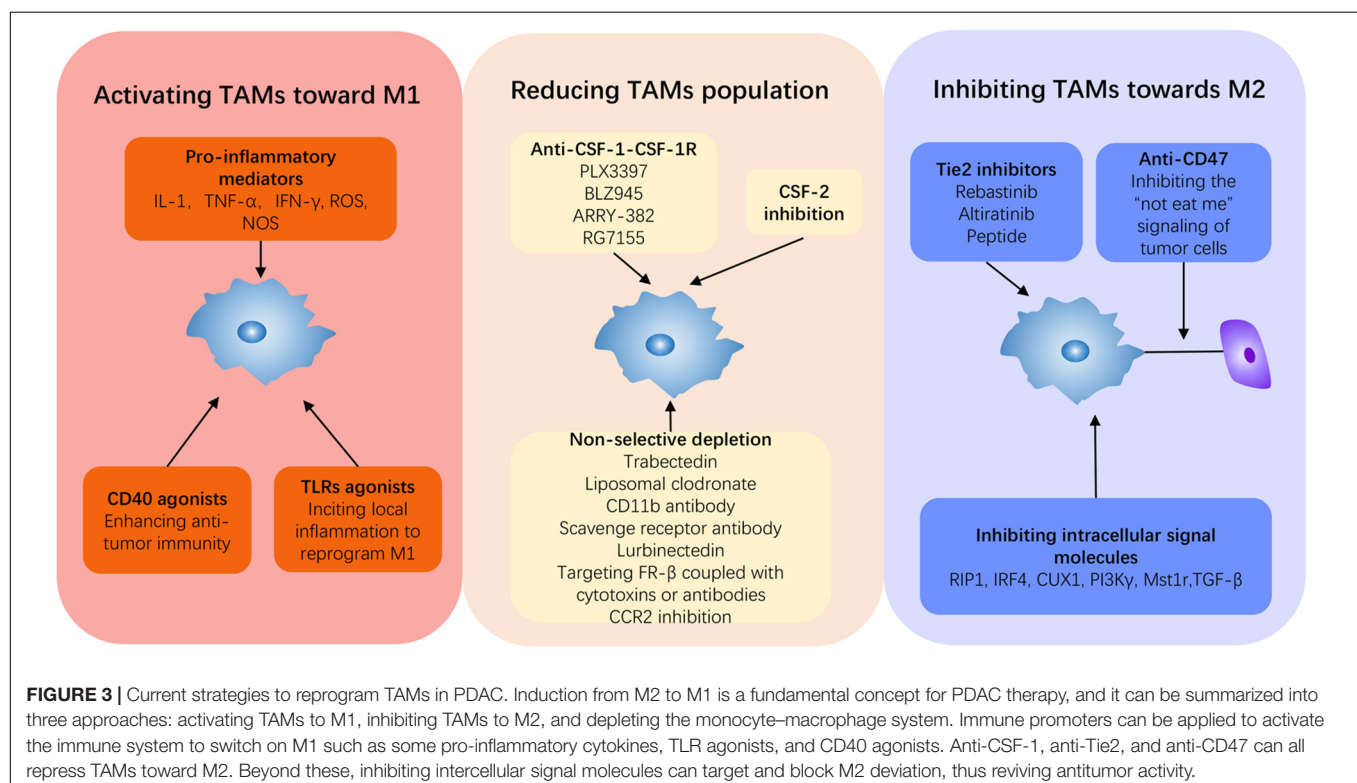 Activating TAMs toward M1
Pro-inflammatory
mediators
IL-1, TNF-α, IFN-γ, ROS,
NOS
CD40 agonists
Enhancing anti-
tumor immunity
TLRs agonists
Inciting local
inflammation to
reprogram M1
Reducing TAMs population
Anti-CSF-1-CSF-1R
PLX3397
BLZ945
ARRY-382
RG7155
CSF-2
inhibition
Non-selective depletion
Trabectedin
Liposomal clodronate
CD11b antibody
Scavenge receptor antibody
Lurbinectedin
Targeting FR-β coupled with
cytotoxins or antibodies
CCR2 inhibition
Inhibiting TAMs towards M2
Tie2 inhibitors
Rebastinib
Altiratinib
Peptide
Anti-CD47
Inhibiting the
“not eat me”
signaling of
tumor cells
Inhibiting intracellular signal
molecules
RIP1, IRF4, CUX1, PI3Kγ, Mst1r,TGF-β
FIGURE 3 | Current strategies to reprogram TAMs in PDAC. Induction from M2 to M1 is a fundamental concept for PDAC therapy, and it can be summarized into
three approaches: activating TAMs to M1, inhibiting TAMs to M2, and depleting the monocyte–macrophage system. Immune promoters can be applied to activate
the immune system to switch on M1 such as some pro-inflammatory cytokines, TLR agonists, and CD40 agonists. Anti-CSF-1, anti-Tie2, and anti-CD47 can all
repress TAMs toward M2. Beyond these, inhibiting intercellular signal molecules can target and block M2 deviation, thus reviving antitumor activity.